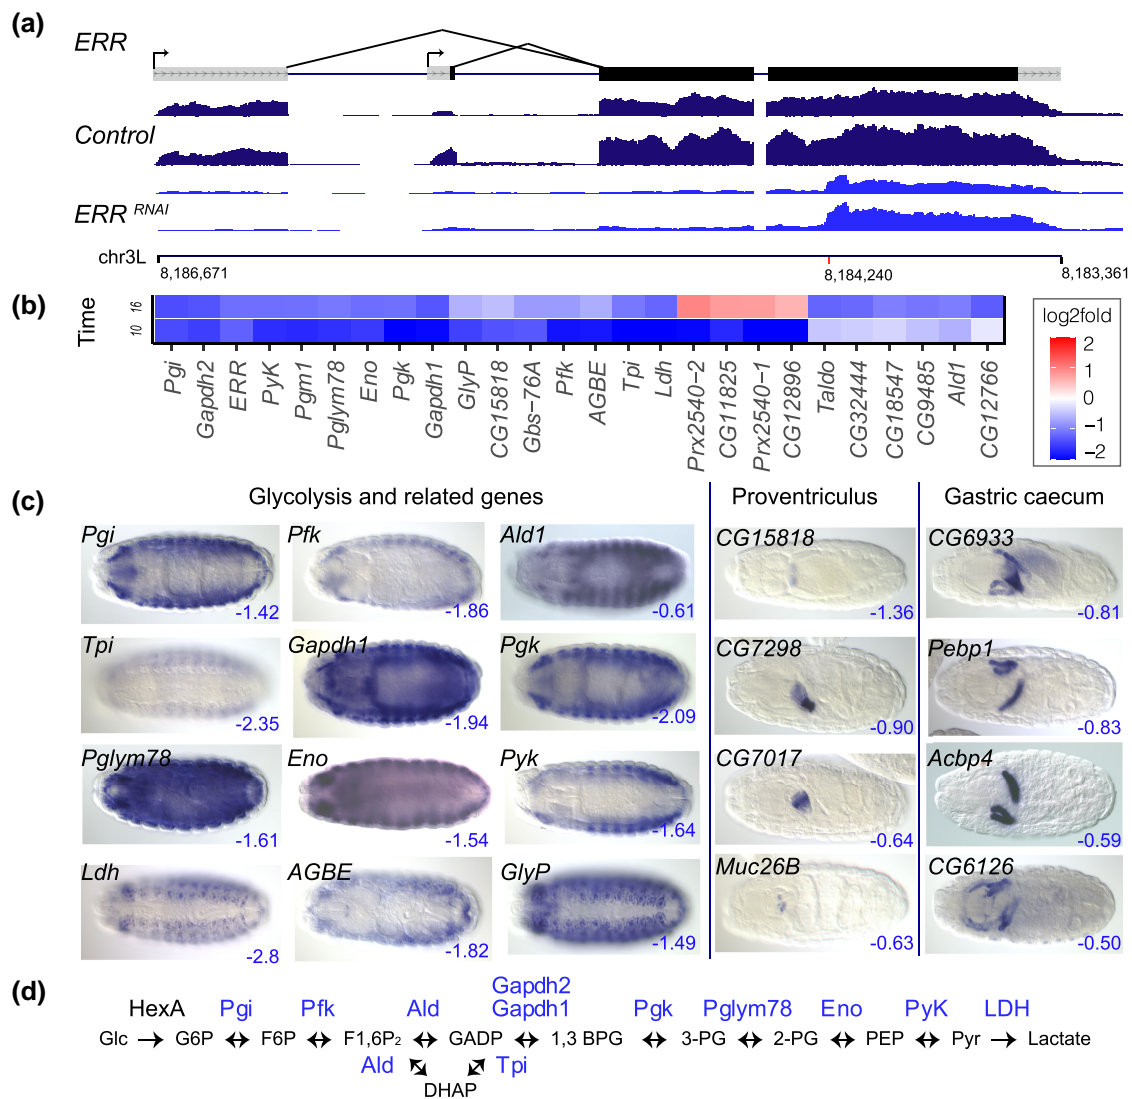 (a)
ERR
Control
ERR RNAI
chr3L
8,186,671
8,184,240
8,183,361
(b)
Time
16
10
Pgi
Gapdh2
ERR
PyK
Pgm1
Pglym78
Eno
Pgk
Gapdh1
GlyP
CG15818
Gbs-76A
Pfk
AGBE
Tpi
Ldh
Prx2540-2
CG11825
Prx2540-1
CG12896
Taldo
CG32444
CG18547
CG9485
Ald1
CG12766
log2fold
2
1
0
−1
−2
(c)
Glycolysis and related genes
Proventriculus
Gastric caecum
Pgi
-1.42
Pfk
-1.86
Ald1
-0.61
CG15818
-1.36
CG6933
-0.81
Tpi
-2.35
Gapdh1
-1.94
Pgk
-2.09
CG7298
-0.90
Pebp1
-0.83
Pglym78
-1.61
Eno
-1.54
Pyk
-1.64
CG7017
-0.64
Acbp4
-0.59
Ldh
-2.8
AGBE
-1.82
GlyP
-1.49
Muc26B
-0.63
CG6126
-0.50
(d)
Gapdh2
HexA Pgi Pfk Ald Gapdh1 Pgk Pglym78 Eno PyK LDH
Glc → G6P ↔ F6P ↔ F1,6P₂ ↔ GADP ↔ 1,3 BPG ↔ 3-PG ↔ 2-PG ↔ PEP ↔ Pyr → Lactate
Ald Tpi
DHAP